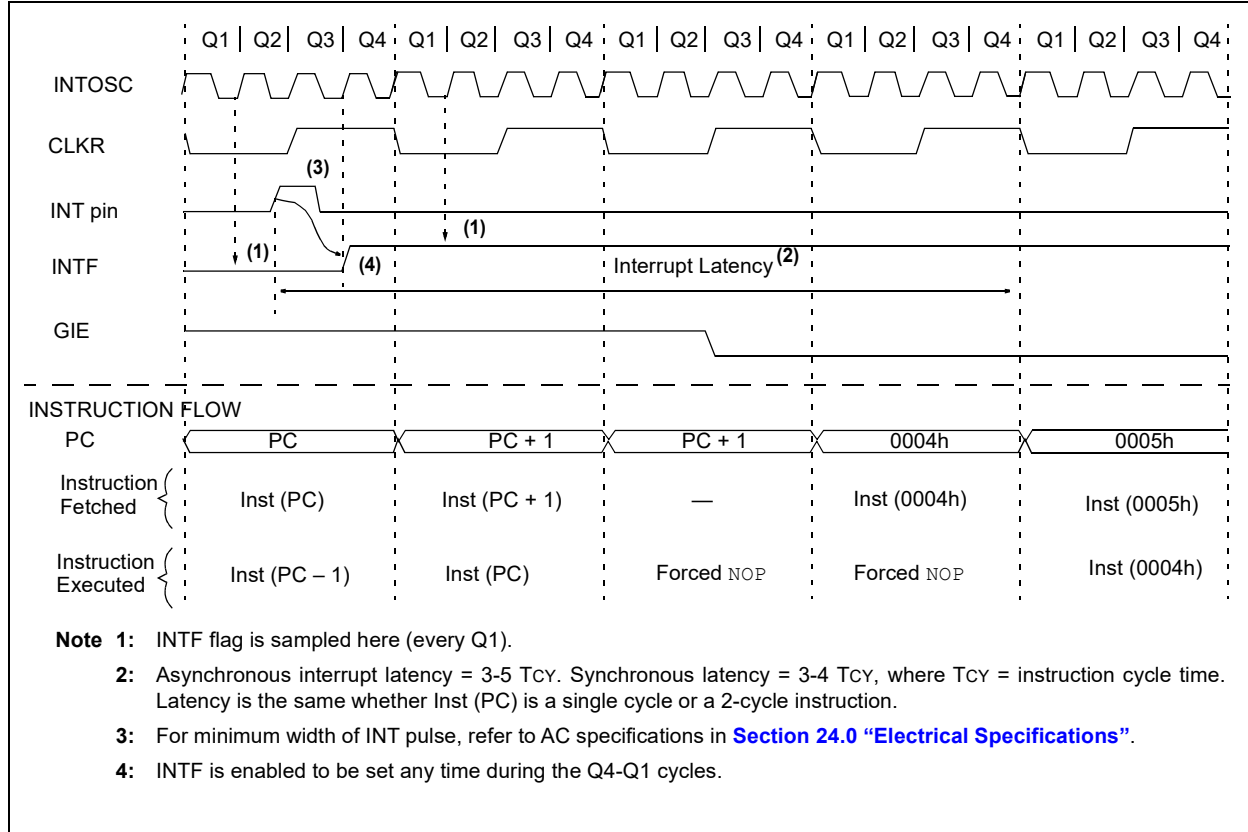 Q1 Q2 Q3 Q4 Q1 Q2 Q3 Q4 Q1 Q2 Q3 Q4 Q1 Q2 Q3 Q4 Q1 Q2 Q3 Q4
INTOSC
CLKR
(3)
INT pin
(1)
(1)
INTF
(4)
Interrupt Latency(2)
GIE
INSTRUCTION FLOW
PC
PC
PC + 1
PC + 1
0004h
0005h
Instruction
Fetched
Inst (PC)
Inst (PC + 1)
—
Inst (0004h)
Inst (0005h)
Instruction
Executed
Inst (PC – 1)
Inst (PC)
Forced NOP
Forced NOP
Inst (0004h)
Note 1: INTF flag is sampled here (every Q1).
2: Asynchronous interrupt latency = 3-5 TCY. Synchronous latency = 3-4 TCY, where TCY = instruction cycle time.
Latency is the same whether Inst (PC) is a single cycle or a 2-cycle instruction.
3: For minimum width of INT pulse, refer to AC specifications in Section 24.0 “Electrical Specifications”.
4: INTF is enabled to be set any time during the Q4-Q1 cycles.